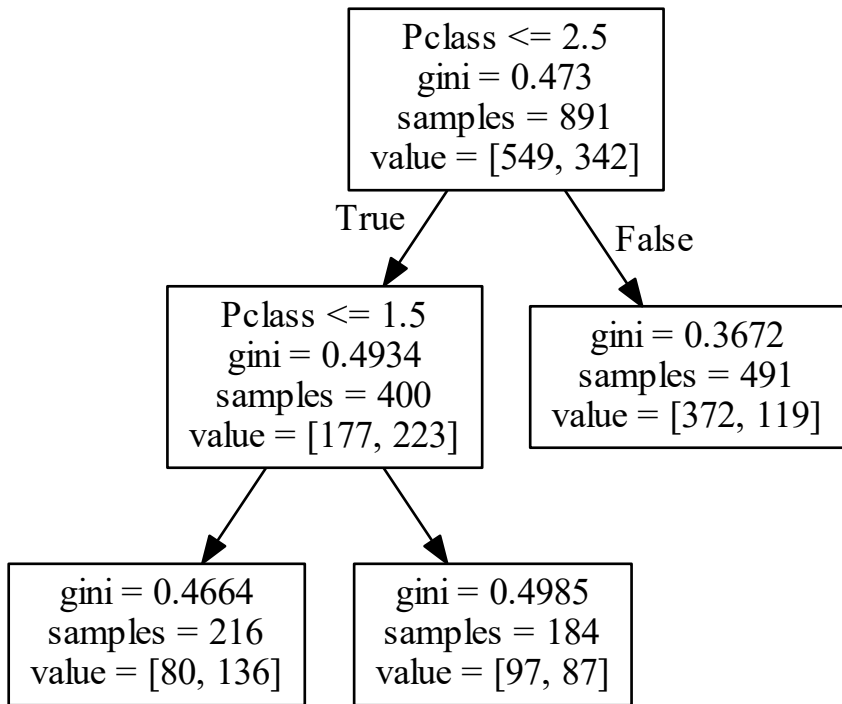 Pclass <= 2.5
gini = 0.473
samples = 891
value = [549, 342]
True
False
Pclass <= 1.5
gini = 0.4934
samples = 400
value = [177, 223]
gini = 0.3672
samples = 491
value = [372, 119]
gini = 0.4664
samples = 216
value = [80, 136]
gini = 0.4985
samples = 184
value = [97, 87]